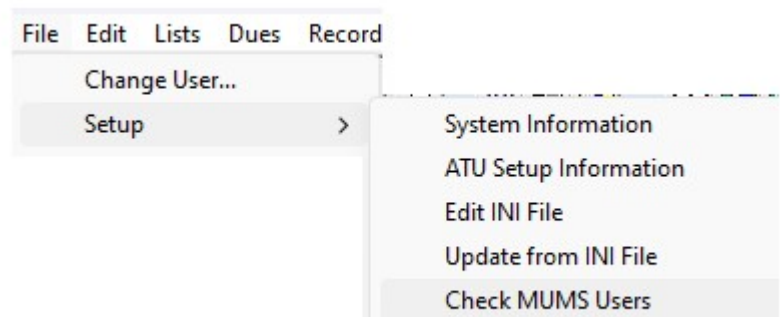 File Edit Lists Dues Record
Change User...
Setup >
System Information
ATU Setup Information
Edit INI File
Update from INI File
Check MUMS Users